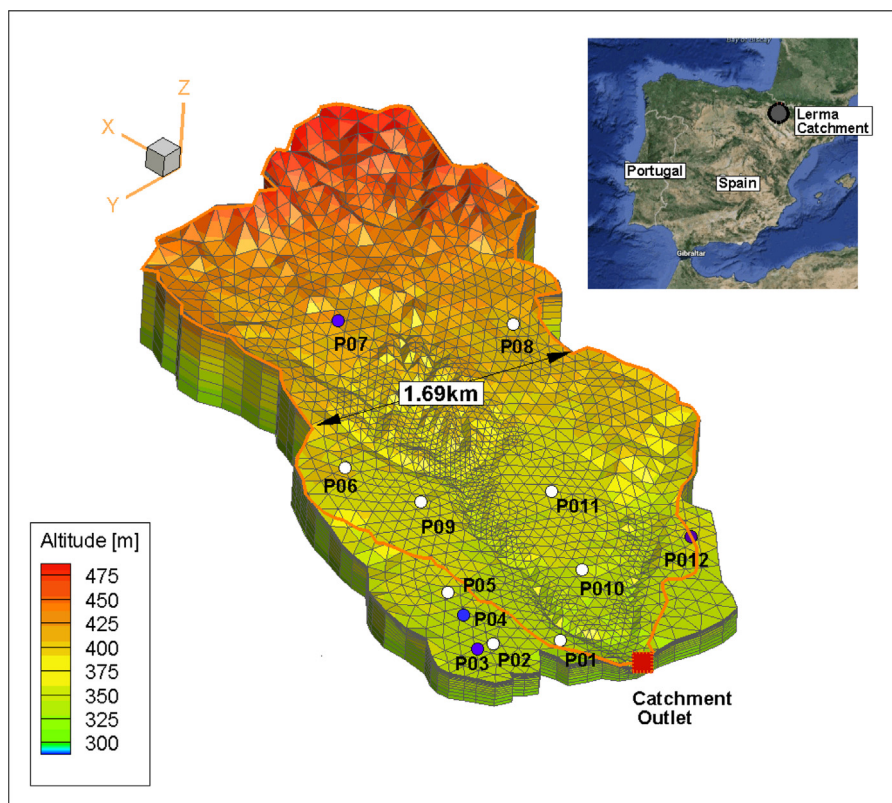 Z
X
Y
Lerma
Catchment
Portugal
Spain
Gibraltar
P07
P08
1.69km
P06
P09
P011
P012
P05
P010
P04
P03
P02
P01
Catchment
Outlet
Altitude [m]
475
450
425
400
375
350
325
300